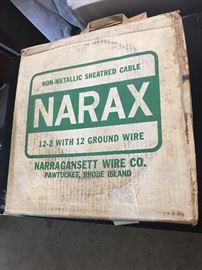 NON-METALLIC SHEATHED CABLE
NARAX
12-2 WITH 12 GROUND WIRE
NARRAGANSETT WIRE CO.
PAWTUCKET, RHODE ISLAND